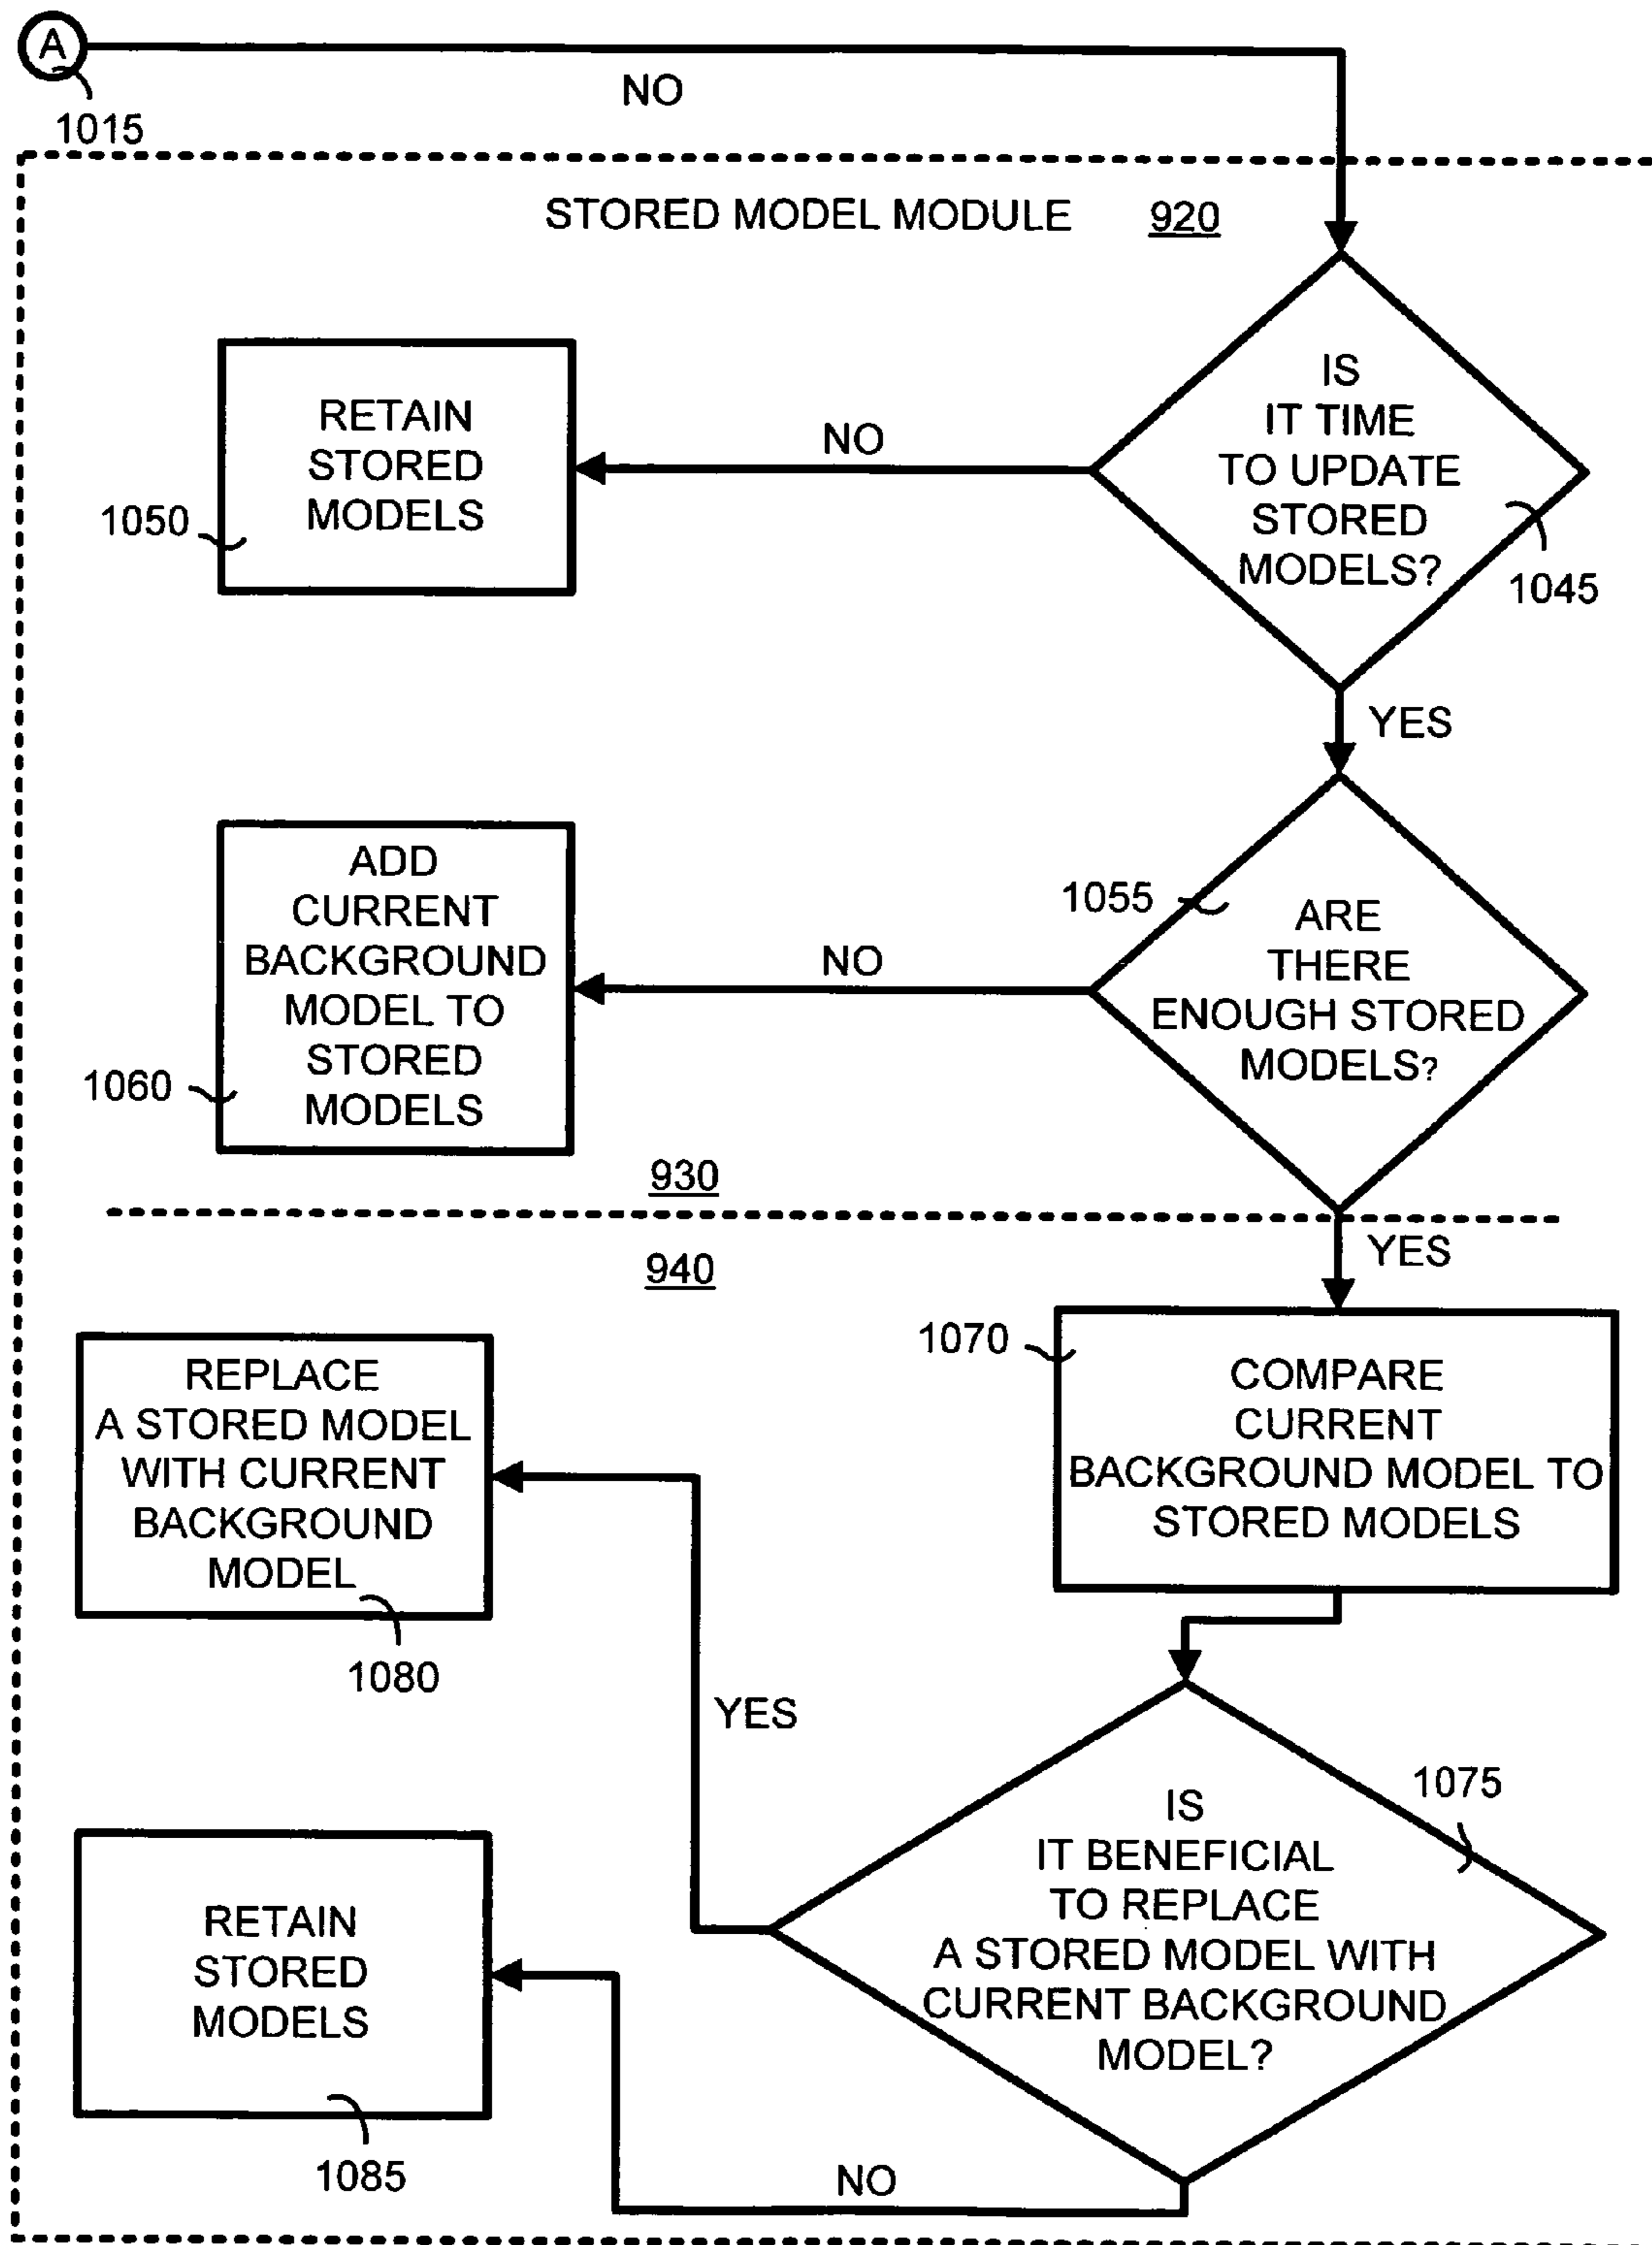 A
NO
1015
STORED MODEL MODULE 920
IS
IT TIME
TO UPDATE
STORED
MODELS?
1045
NO
RETAIN
STORED
MODELS
1050
YES
ARE
THERE
ENOUGH STORED
MODELS?
1055
NO
ADD
CURRENT
BACKGROUND
MODEL TO
STORED
MODELS
1060
930
940
YES
1070
COMPARE
CURRENT
BACKGROUND MODEL TO
STORED MODELS
REPLACE
A STORED MODEL
WITH CURRENT
BACKGROUND
MODEL
1080
YES
1075
IS
IT BENEFICIAL
TO REPLACE
A STORED MODEL WITH
CURRENT BACKGROUND
MODEL?
RETAIN
STORED
MODELS
1085
NO